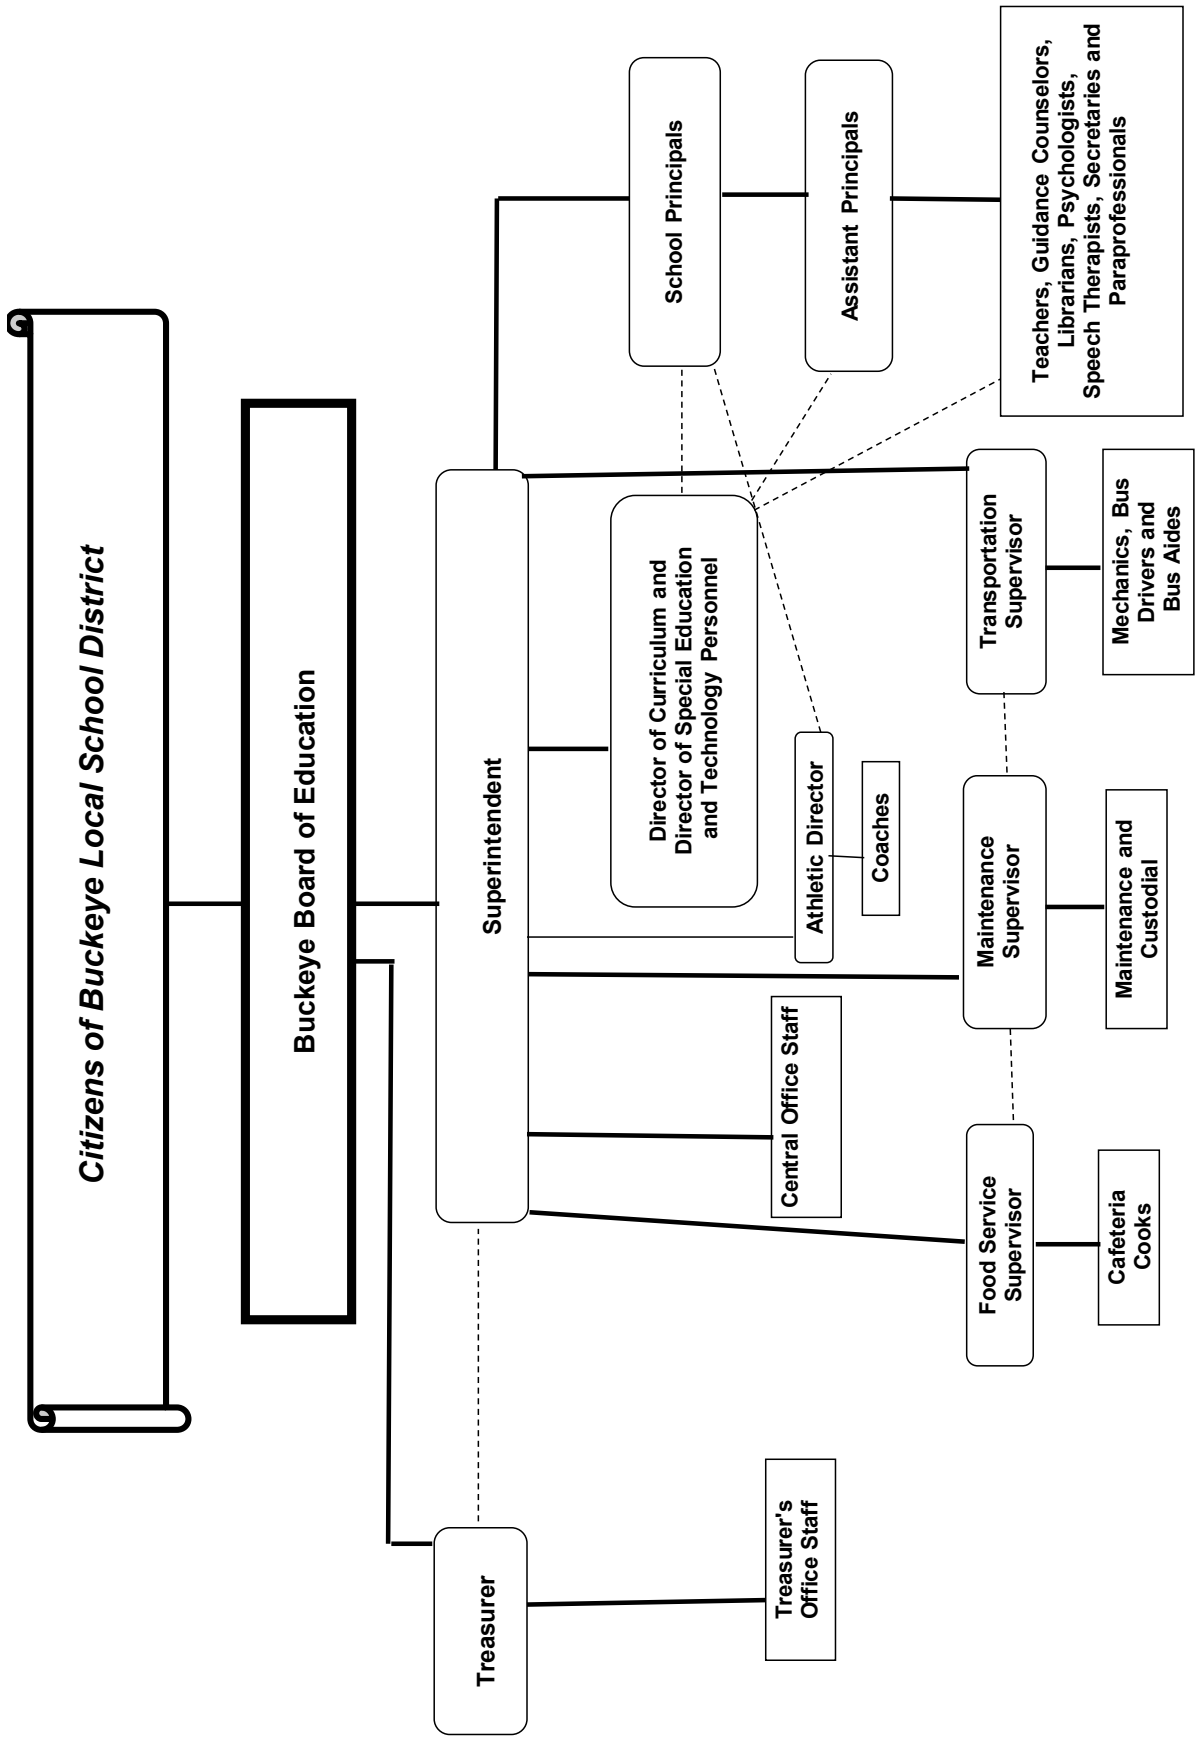 Citizens of Buckeye Local School District
Buckeye Board of Education
Treasurer
Superintendent
Director of Curriculum and
Director of Special Education
and Technology Personnel
School Principals
Treasurer's
Office Staff
Central Office Staff
Athletic Director
Assistant Principals
Coaches
Food Service
Supervisor
Maintenance
Supervisor
Transportation
Supervisor
Teachers, Guidance Counselors,
Librarians, Psychologists,
Speech Therapists, Secretaries and
Paraprofessionals
Cafeteria
Cooks
Maintenance and
Custodial
Mechanics, Bus
Drivers and
Bus Aides